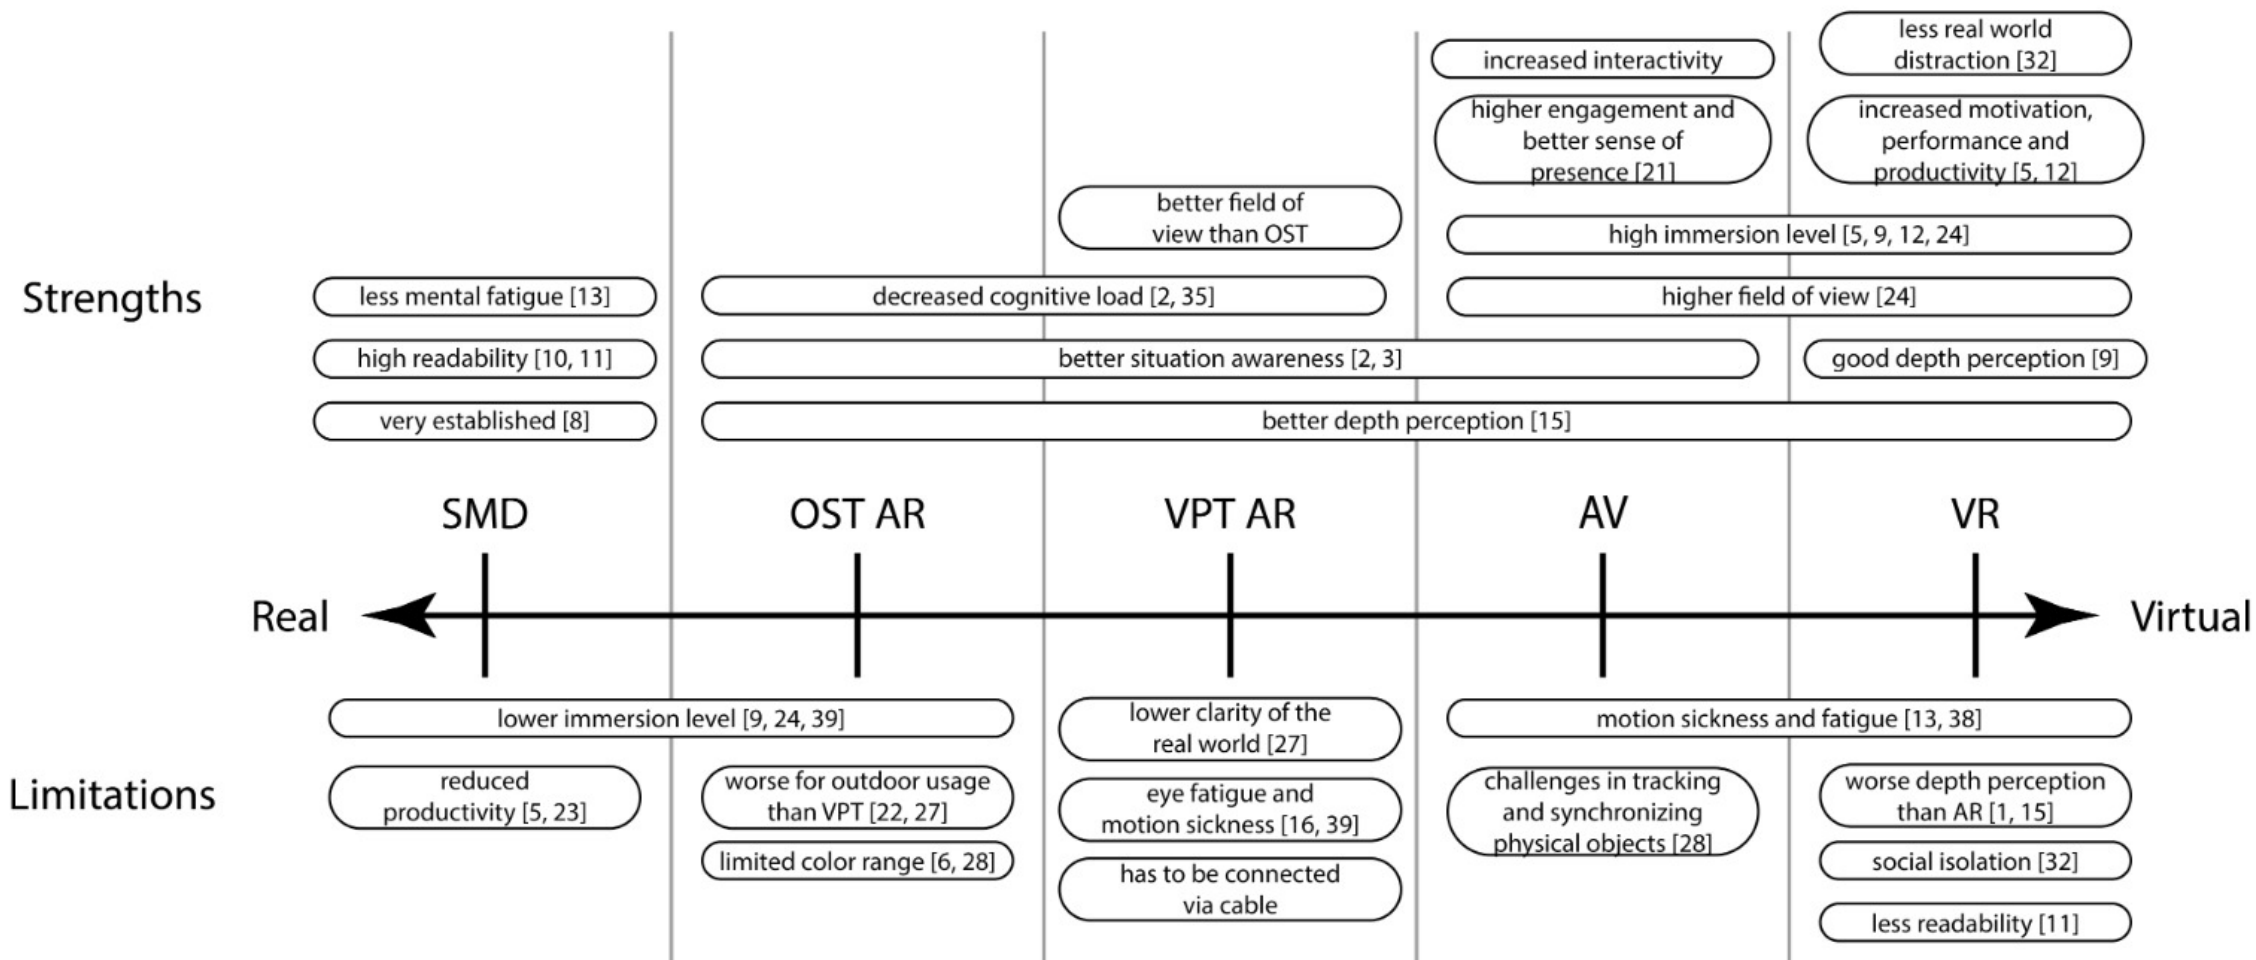 less real world
distraction [32]
increased interactivity
higher engagement and
better sense of
presence [21]
increased motivation,
performance and
productivity [5, 12]
better field of
view than OST
high immersion level [5, 9, 12, 24]
Strengths
less mental fatigue [13]
decreased cognitive load [2, 35]
higher field of view [24]
high readability [10, 11]
better situation awareness [2, 3]
good depth perception [9]
very established [8]
better depth perception [15]
SMD
OST AR
VPT AR
AV
VR
Real
Virtual
Limitations
lower immersion level [9, 24, 39]
lower clarity of the
real world [27]
motion sickness and fatigue [13, 38]
reduced
productivity [5, 23]
worse for outdoor usage
than VPT [22, 27]
eye fatigue and
motion sickness [16, 39]
challenges in tracking
and synchronizing
physical objects [28]
worse depth perception
than AR [1, 15]
limited color range [6, 28]
has to be connected
via cable
social isolation [32]
less readability [11]